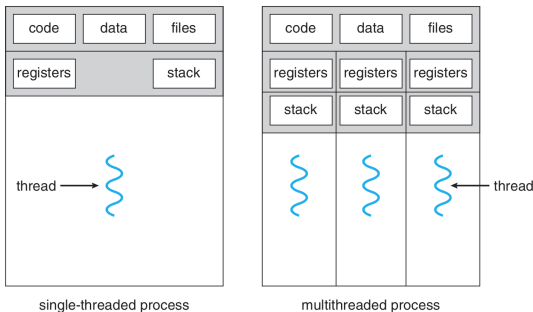 code data files
registers stack
thread
single-threaded process
code data files
registers registers registers
stack stack stack
thread
multithreaded process